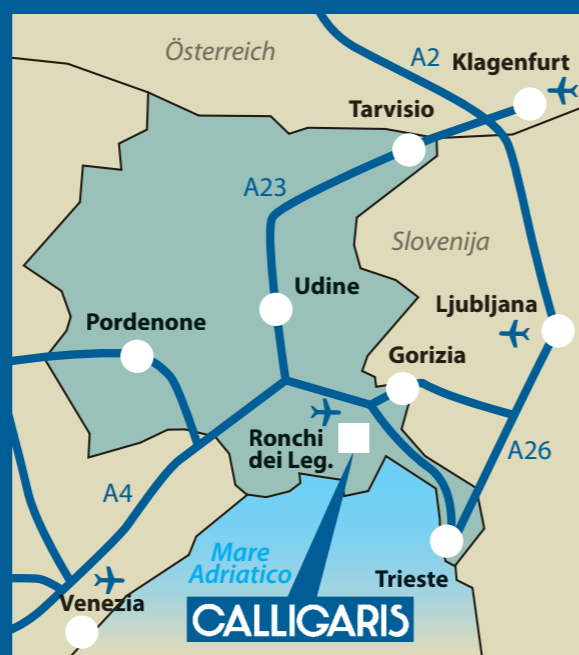 Österreich
A2
Klagenfurt
Tarvisio
A23
Slovenija
Udine
Ljubljana
Pordenone
Gorizia
Ronchi
dei Leg.
A4
A26
Mare
Adriatico
Trieste
Venezia
CALLIGARIS